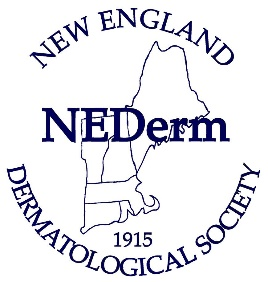 NEW ENGLAND
NEDerm
1915
DERMATOLOGICAL SOCIETY